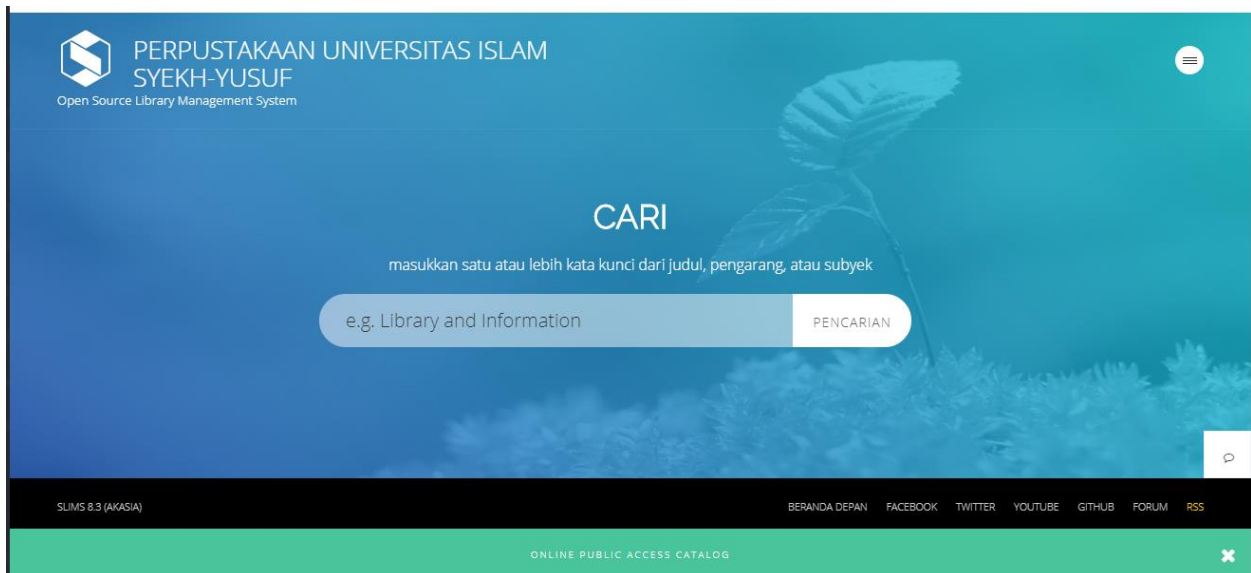 PERPUSTAKAAN UNIVERSITAS ISLAM
SYEKH-YUSUF
Open Source Library Management System
CARI
masukkan satu atau lebih kata kunci dari judul, pengarang, atau subyek
e.g. Library and Information PENCARIAN
SLIMS 8.3 (AKASIA) BERANDA DEPAN FACEBOOK TWITTER YOUTUBE GITHUB FORUM RSS
ONLINE PUBLIC ACCESS CATALOG